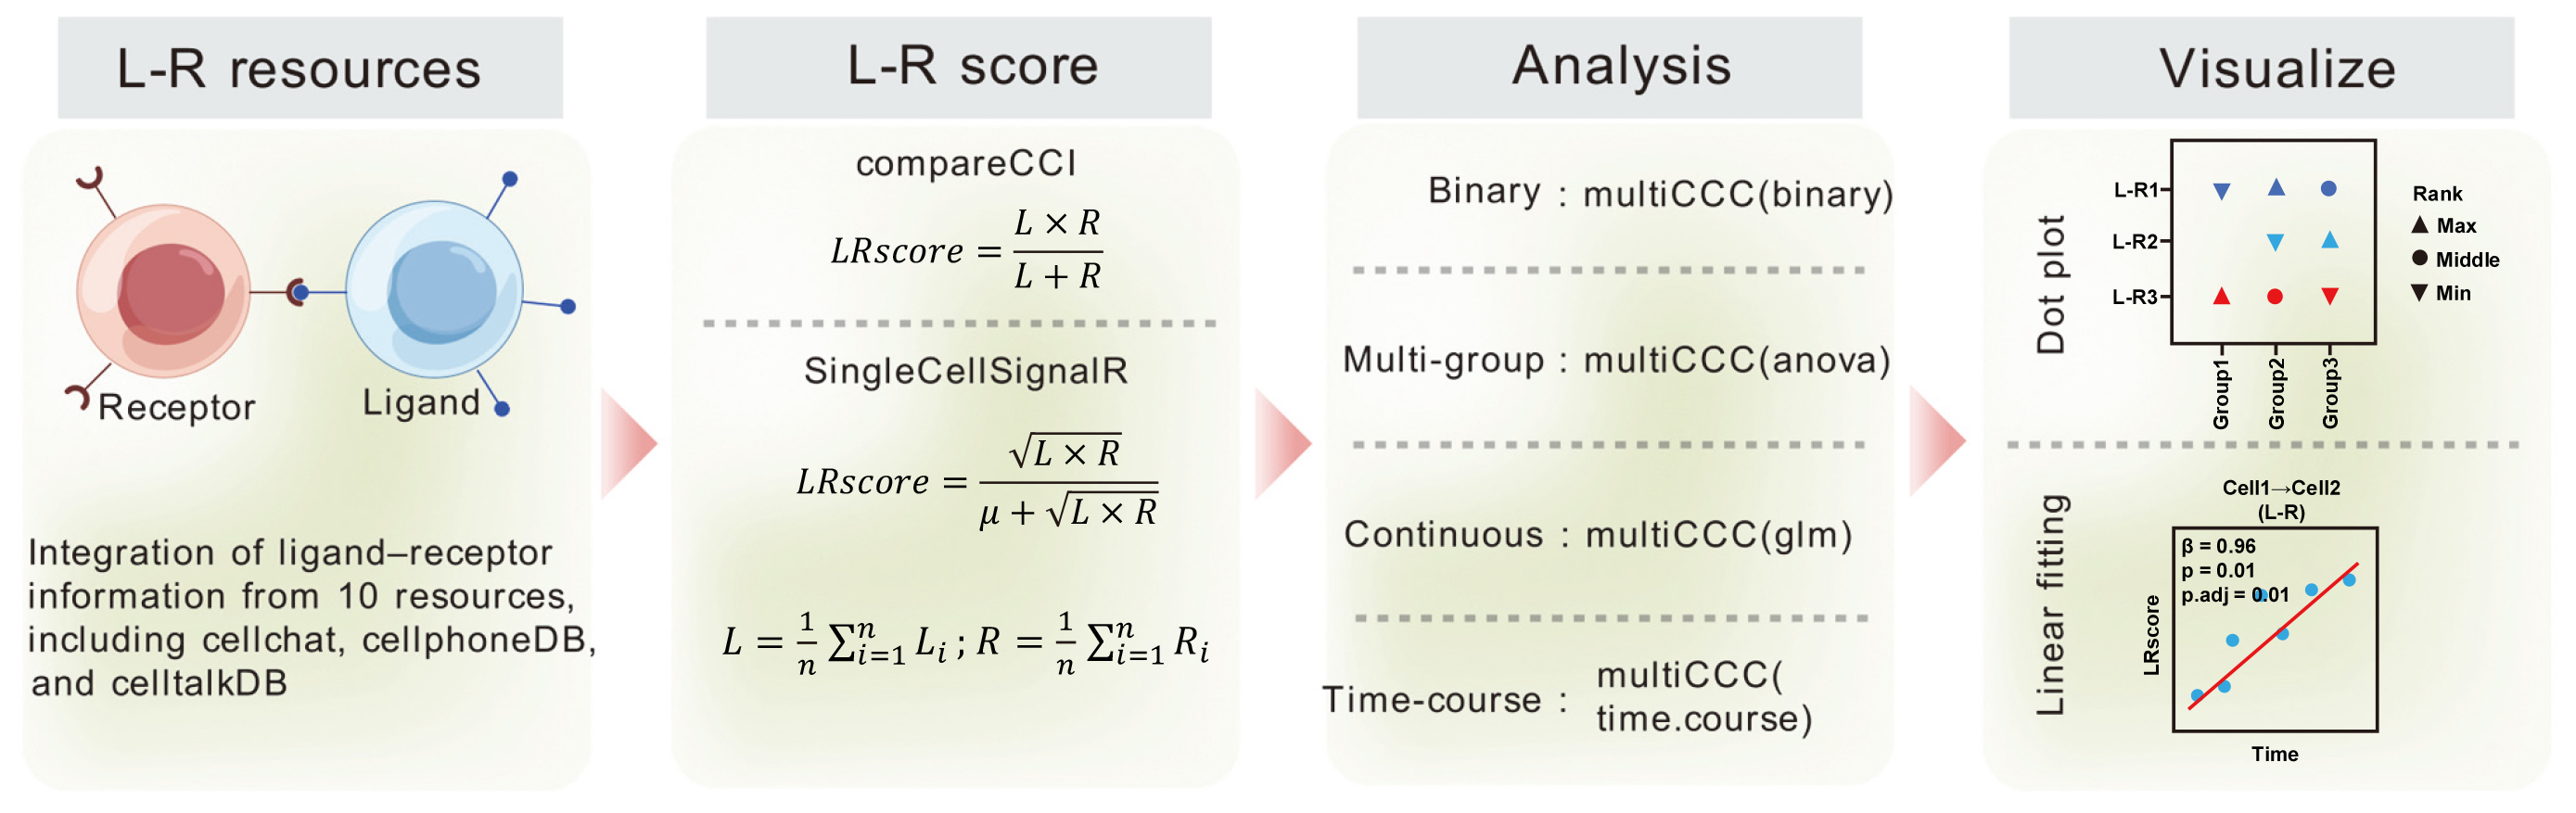 L-R resources
Receptor
Ligand
Integration of ligand–receptor
information from 10 resources,
including cellchat, cellphoneDB,
and celltalkDB
L-R score
compareCCI
LRscore = \frac{L × R}{L + R}
SingleCellSignalR
LRscore = \frac{\sqrt{L × R}}{μ + \sqrt{L × R}}
L = \frac{1}{n} \sum_{i=1}^{n} L_i ; R = \frac{1}{n} \sum_{i=1}^{n} R_i
Analysis
Binary : multiCCC(binary)
Multi-group : multiCCC(anova)
Continuous : multiCCC(glm)
Time-course : multiCCC(
time.course)
Visualize
Dot plot
L-R1
L-R2
L-R3
Group1
Group2
Group3
Rank
Max
Middle
Min
Linear fitting
Cell1→Cell2
(L-R)
β = 0.96
p = 0.01
p.adj = 0.01
LRscore
Time